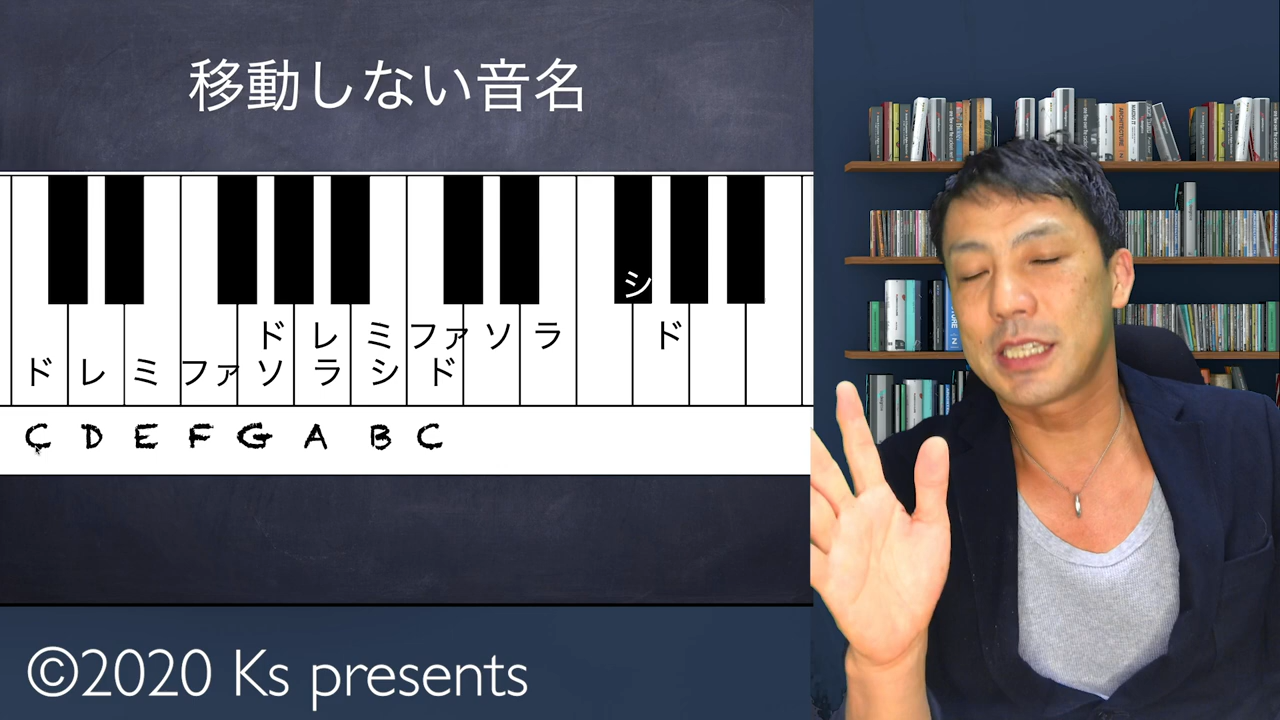 移動しない音名
シ
ド レ ミ ファ ソ ラ ド
ド レ ミ ファ ソ ラ シ ド
C D E F G A B C
©2020 Ks presents